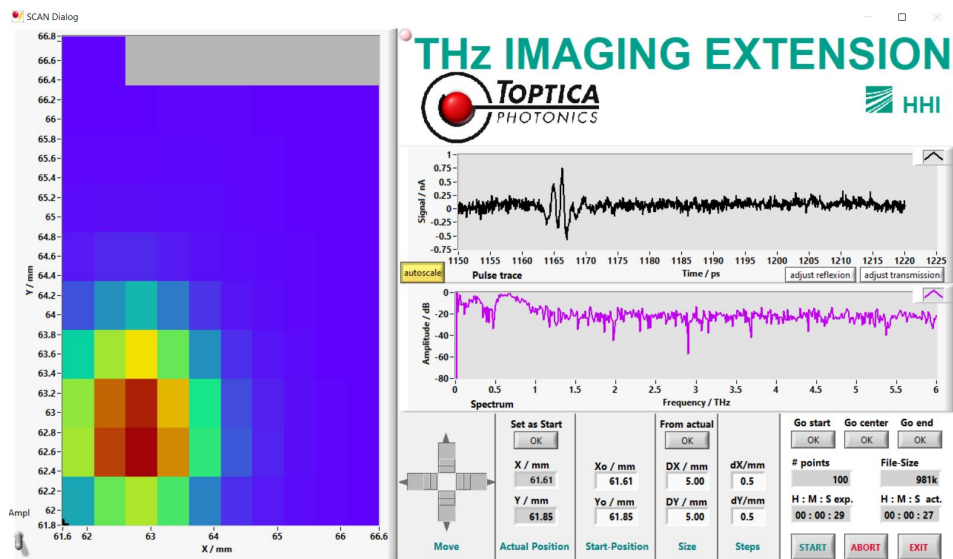 SCAN Dialog
THz IMAGING EXTENSION
TOPTICA
PHOTONICS
HHI
66.8
66.6
66.4
66.2
66
65.8
65.6
65.4
65.2
65
64.8
64.6
64.4
64.2
64
63.8
63.6
63.4
63.2
63
62.8
62.6
62.4
62.2
62
61.8
Y / mm
61.6 62 63 64 65 66 66.6
X / mm
Ampl
1
0.75
0.5
0.25
0
-0.25
-0.5
-0.75
Signal / nA
1150 1155 1160 1165 1170 1175 1180 1185 1190 1195 1200 1205 1210 1215 1220 1225
autoscale Pulse trace Time / ps adjust reflexion adjust transmission
0
-20
-40
-60
-80
Amplitude / dB
0 0.5 1 1.5 2 2.5 3 3.5 4 4.5 5 5.5 6
Spectrum Frequency / THz
Set as Start From actual Go start Go center Go end
OK OK OK OK OK
X / mm Xo / mm DX / mm dX/mm # points File-Size
61.61 61.61 5.00 0.5 100 981k
Y / mm Yo / mm DY / mm dY/mm H : M : S exp. H : M : S act.
61.85 61.85 5.00 0.5 00 : 00 : 29 00 : 00 : 27
Move Actual Position Start-Position Size Steps START ABORT EXIT